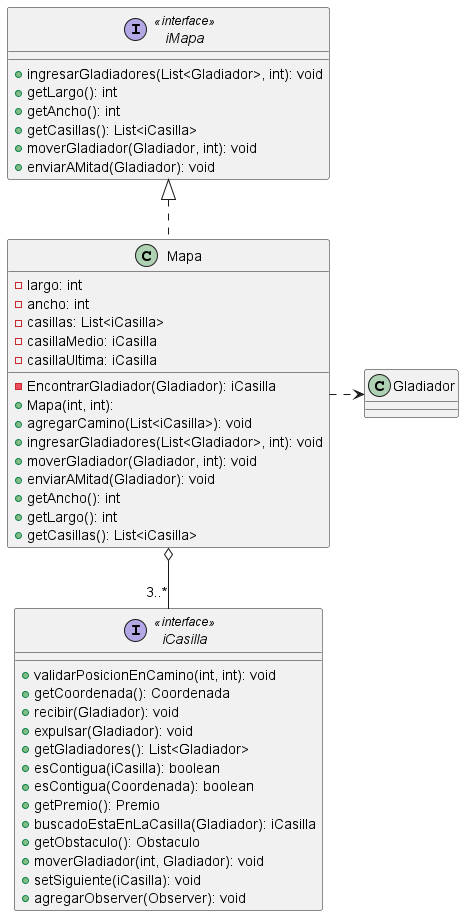 I
«interface»
iMapa
ingresarGladiadores(List<Gladiador>, int): void
getLargo(): int
getAncho(): int
getCasillas(): List<iCasilla>
moverGladiador(Gladiador, int): void
enviarAMitad(Gladiador): void
C Mapa
largo: int
ancho: int
casillas: List<iCasilla>
casillaMedio: iCasilla
casillaUltima: iCasilla
EncontrarGladiador(Gladiador): iCasilla
Mapa(int, int):
agregarCamino(List<iCasilla>): void
ingresarGladiadores(List<Gladiador>, int): void
moverGladiador(Gladiador, int): void
enviarAMitad(Gladiador): void
getAncho(): int
getLargo(): int
getCasillas(): List<iCasilla>
C Gladiador
3..*
I
«interface»
iCasilla
validarPosicionEnCamino(int, int): void
getCoordenada(): Coordenada
recibir(Gladiador): void
expulsar(Gladiador): void
getGladiadores(): List<Gladiador>
esContigua(iCasilla): boolean
esContigua(Coordenada): boolean
getPremio(): Premio
buscadoEstaEnLaCasilla(Gladiador): iCasilla
getObstaculo(): Obstaculo
moverGladiador(int, Gladiador): void
setSiguiente(iCasilla): void
agregarObserver(Observer): void